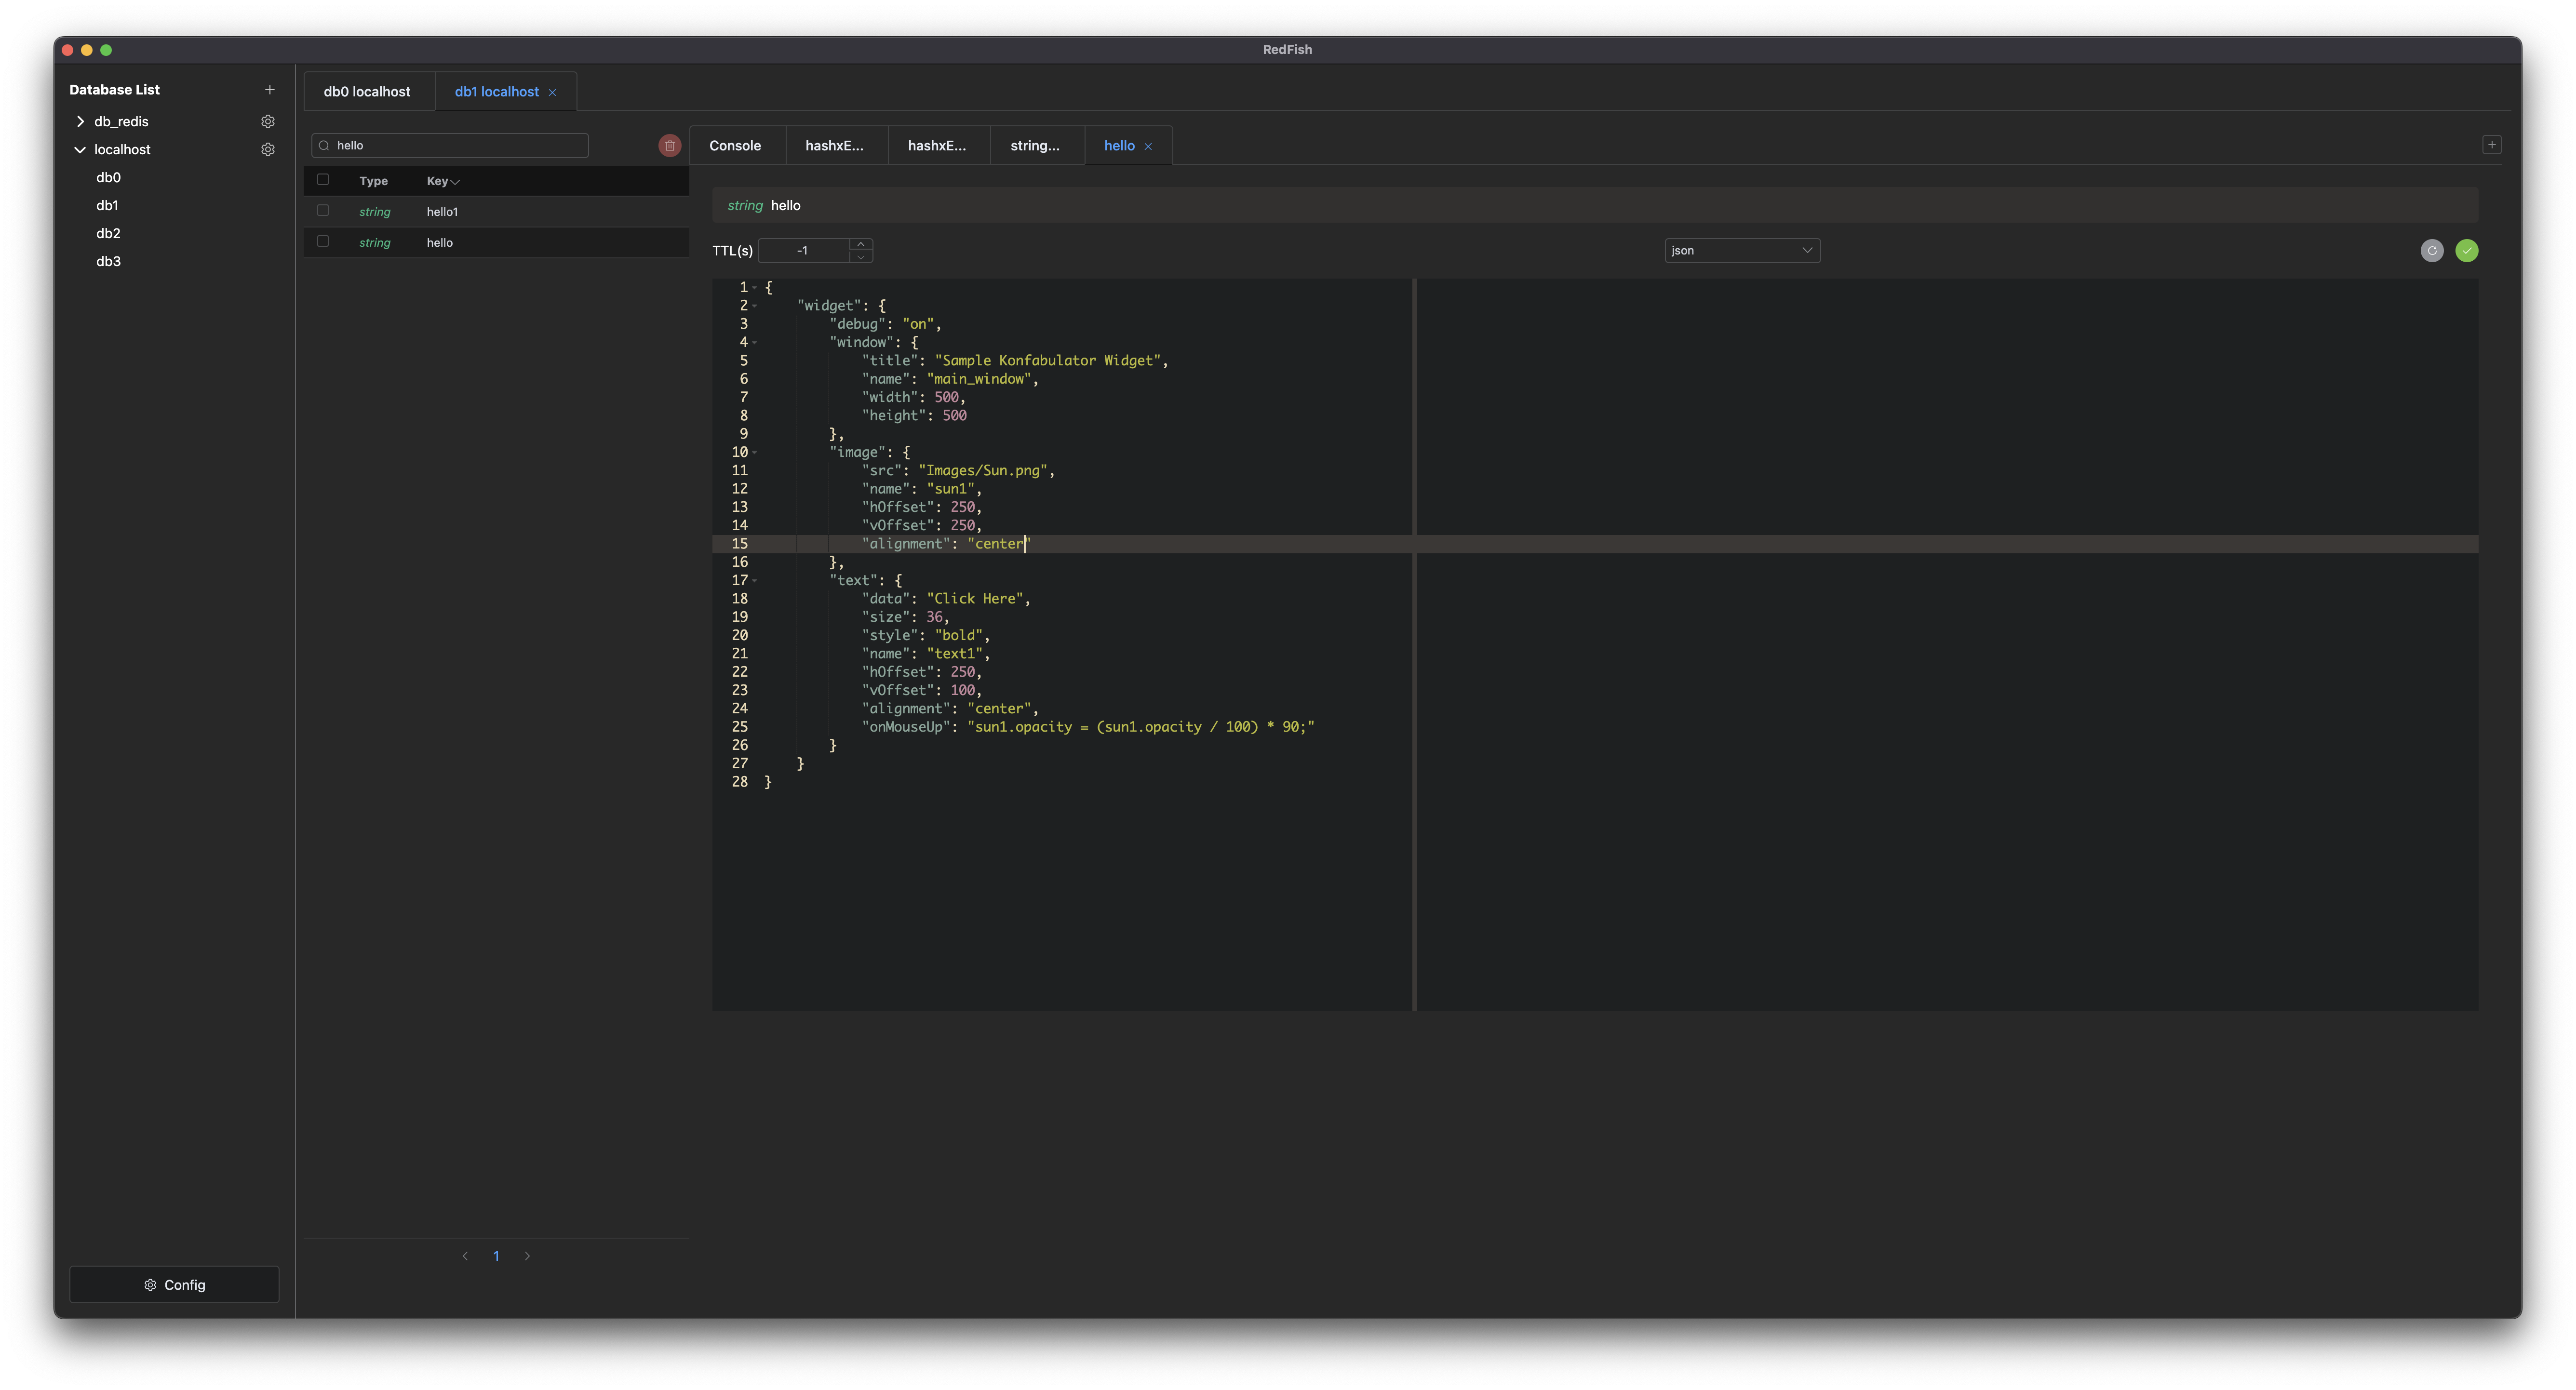 RedFish
Database List
db_redis
localhost
db0
db1
db2
db3
Config
db0 localhost
db1 localhost
hello
Type Key
string hello1
string hello
1
Console hashxE... hashxE... string... hello
string hello
TTL(s) -1 json
1 {
2     "widget": {
3         "debug": "on",
4         "window": {
5             "title": "Sample Konfabulator Widget",
6             "name": "main_window",
7             "width": 500,
8             "height": 500
9         },
10         "image": {
11             "src": "Images/Sun.png",
12             "name": "sun1",
13             "hOffset": 250,
14             "vOffset": 250,
15             "alignment": "center"
16         },
17         "text": {
18             "data": "Click Here",
19             "size": 36,
20             "style": "bold",
21             "name": "text1",
22             "hOffset": 250,
23             "vOffset": 100,
24             "alignment": "center",
25             "onMouseUp": "sun1.opacity = (sun1.opacity / 100) * 90;"
26         }
27     }
28 }